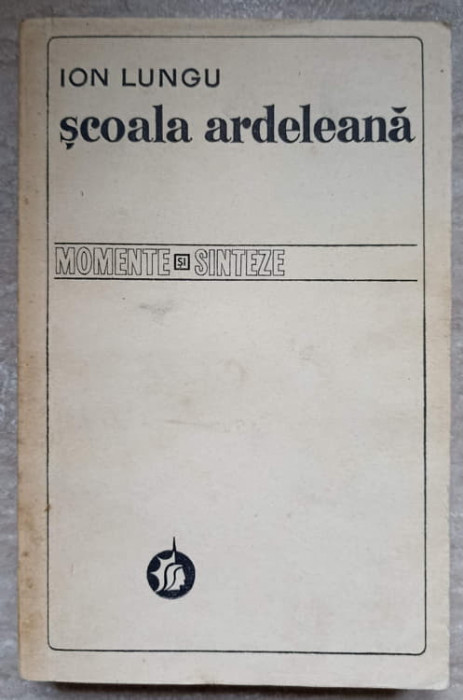 ION LUNGU
școala ardeleană
MOMENTE ȘI SINTEZE